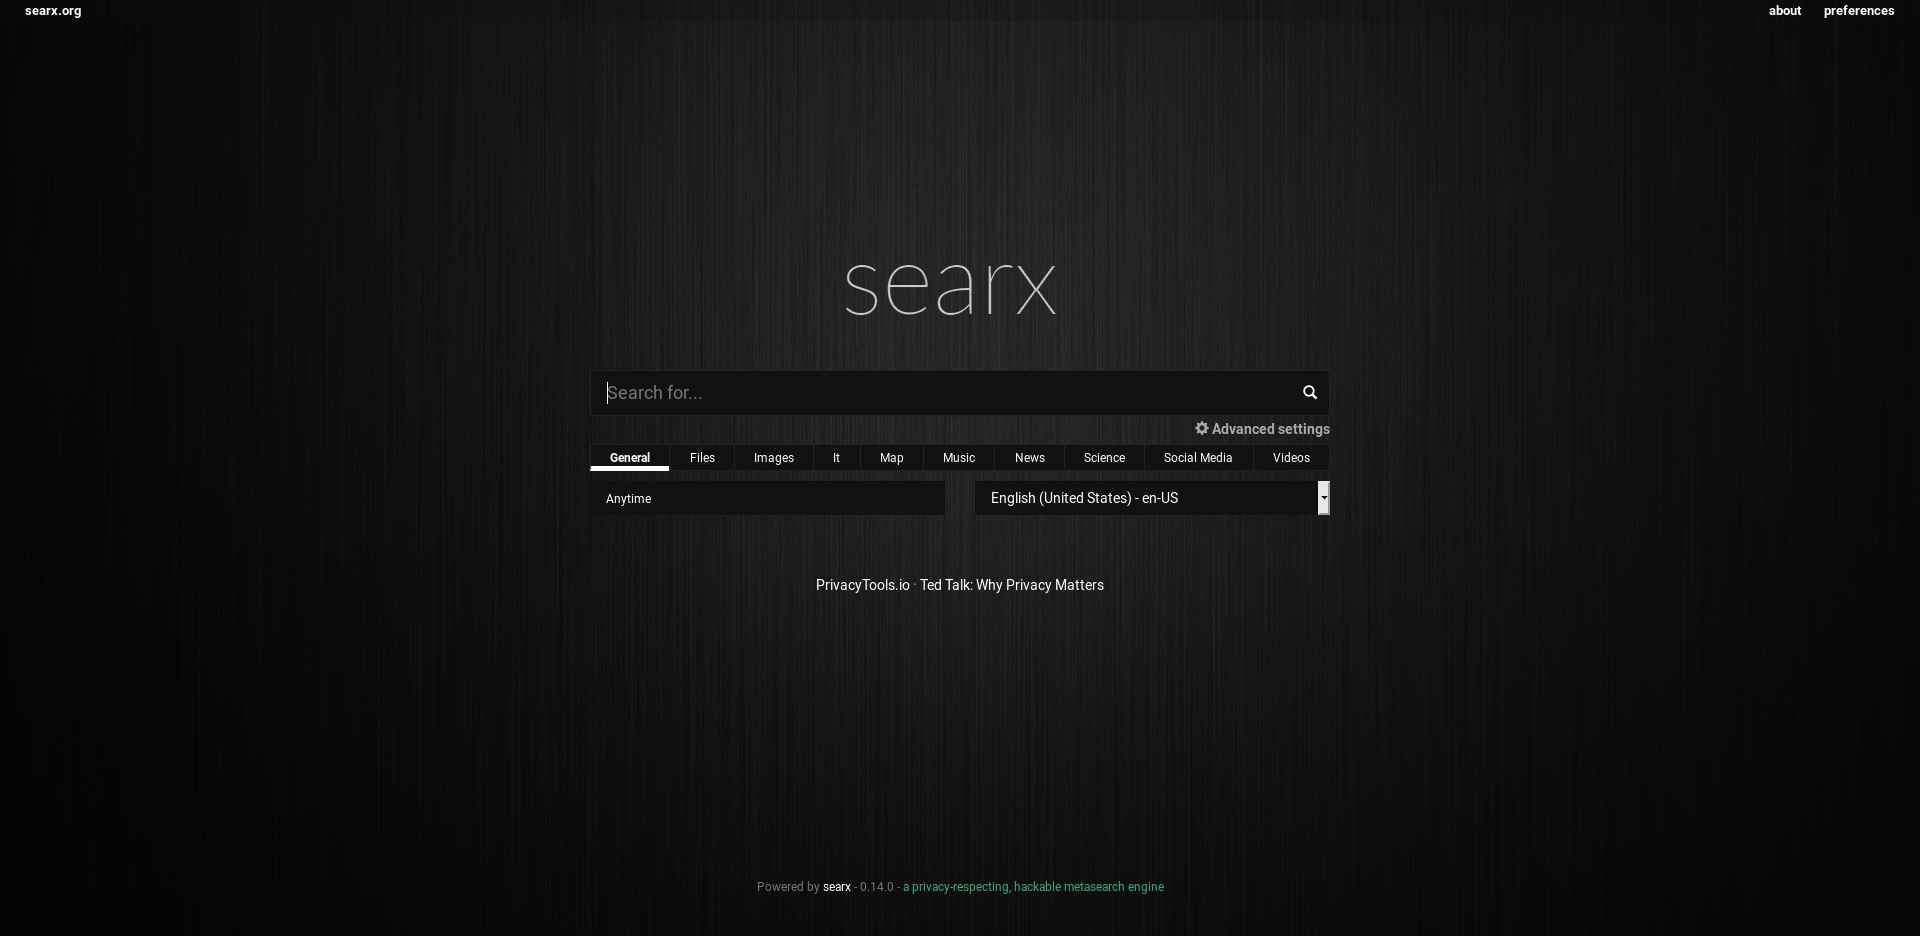 searx.org about preferences
searx
Search for...
Advanced settings
General Files Images It Map Music News Science Social Media Videos
Anytime English (United States) - en-US
PrivacyTools.io · Ted Talk: Why Privacy Matters
Powered by searx - 0.14.0 - a privacy-respecting, hackable metasearch engine